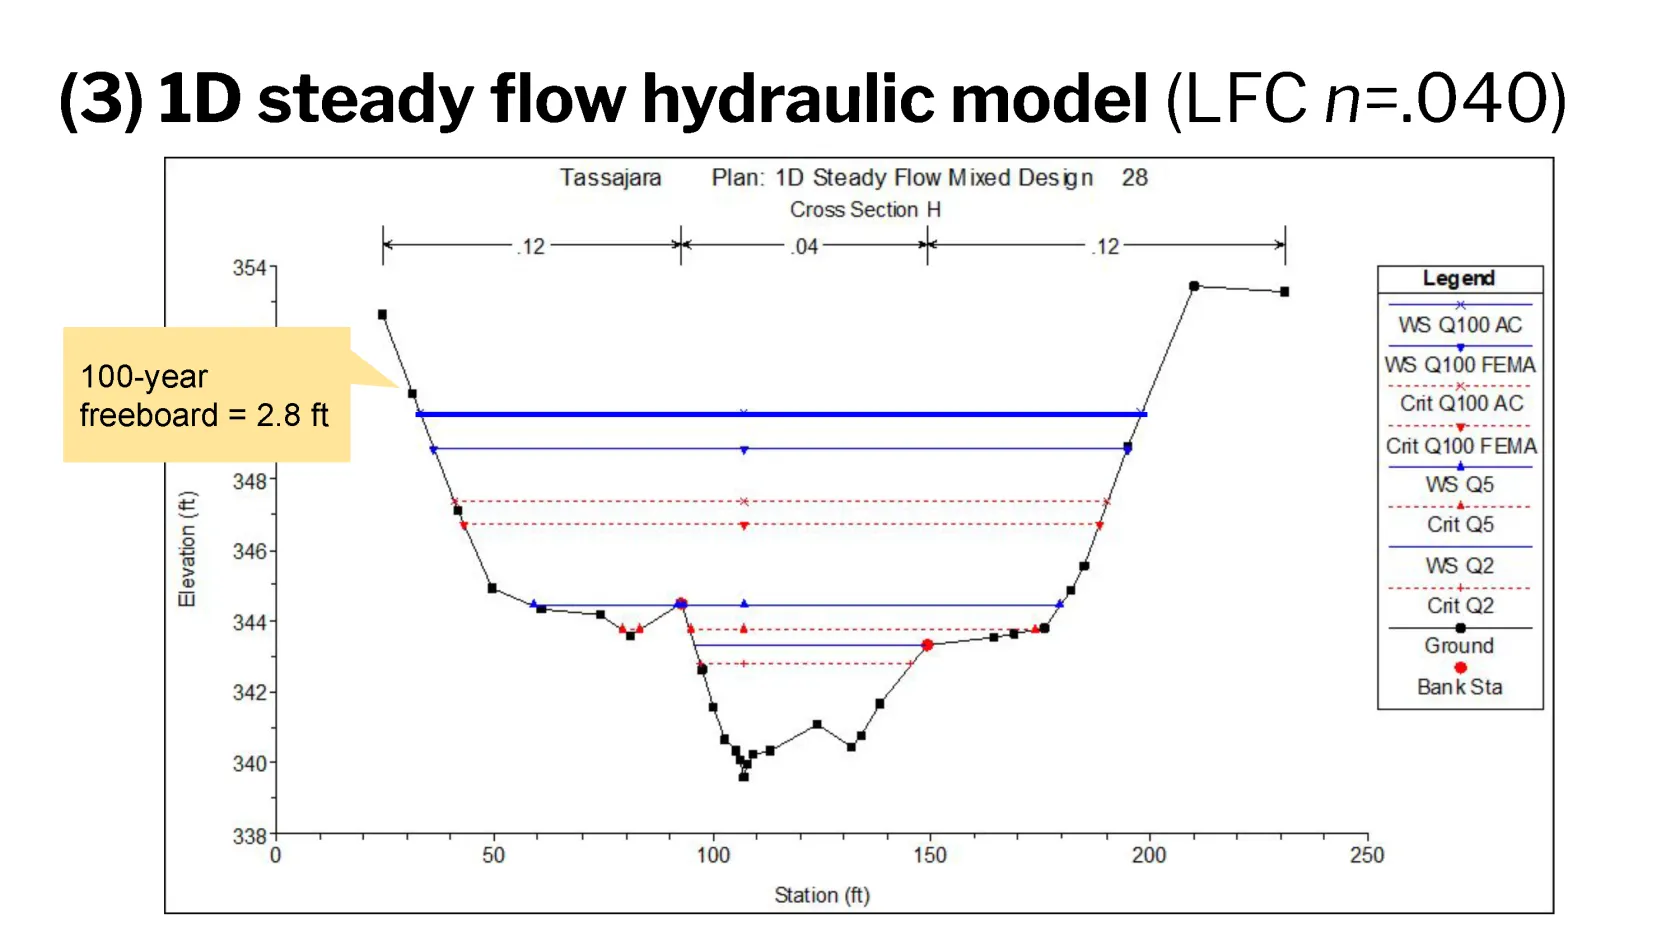 (3) 1D steady flow hydraulic model (LFC n=.040)
Tassajara Plan: 1D Steady Flow Mixed Design 28
Cross Section H
.12 .04 .12
354
348
346
344
342
340
338
Elevation (ft)
100-year
freeboard = 2.8 ft
0 50 100 150 200 250
Station (ft)
Legend
WS Q100 AC
WS Q100 FEMA
Crit Q100 AC
Crit Q100 FEMA
WS Q5
Crit Q5
WS Q2
Crit Q2
Ground
Bank Sta